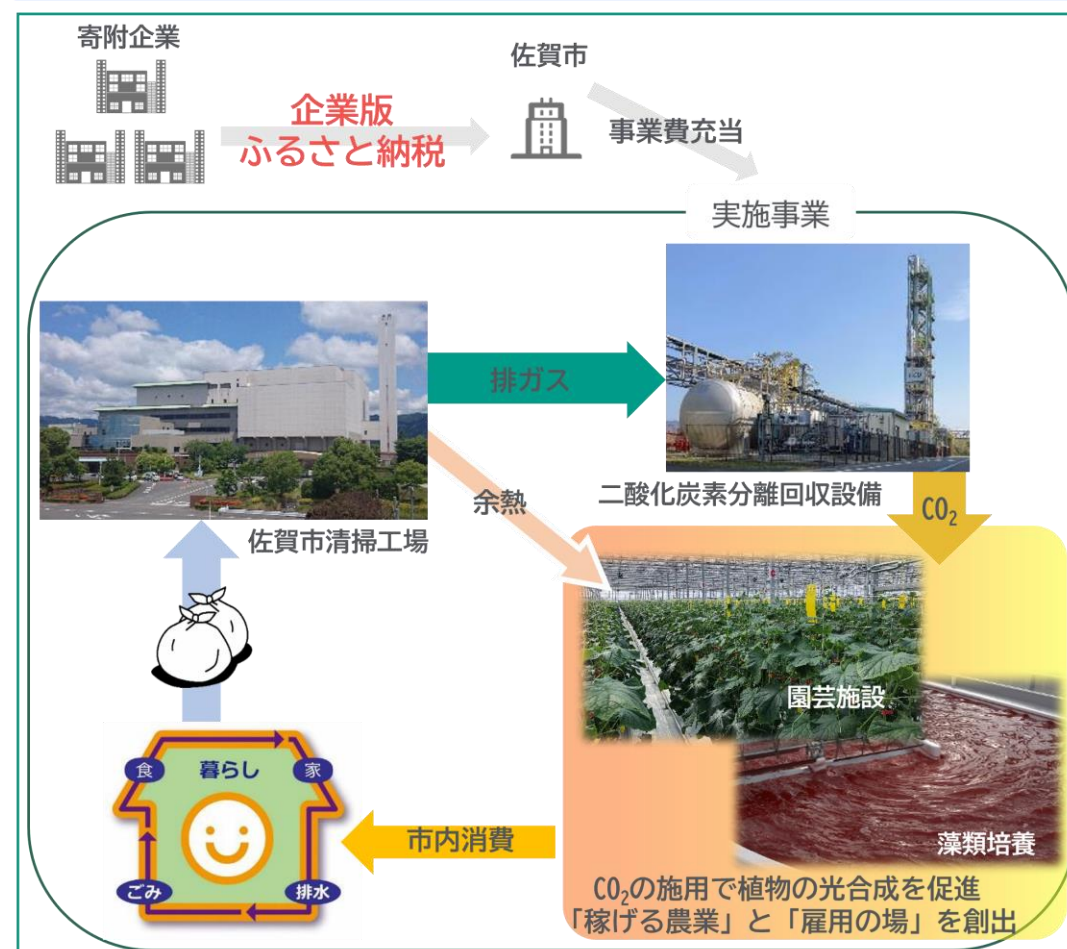 寄附企業
佐賀市
企業版
ふるさと納税
事業費充当
実施事業
排ガス
二酸化炭素分離回収設備
余熱
CO₂
佐賀市清掃工場
園芸施設
食
暮らし
家
市内消費
藻類培養
ごみ
排水
CO₂の施用で植物の光合成を促進
「稼げる農業」と「雇用の場」を創出